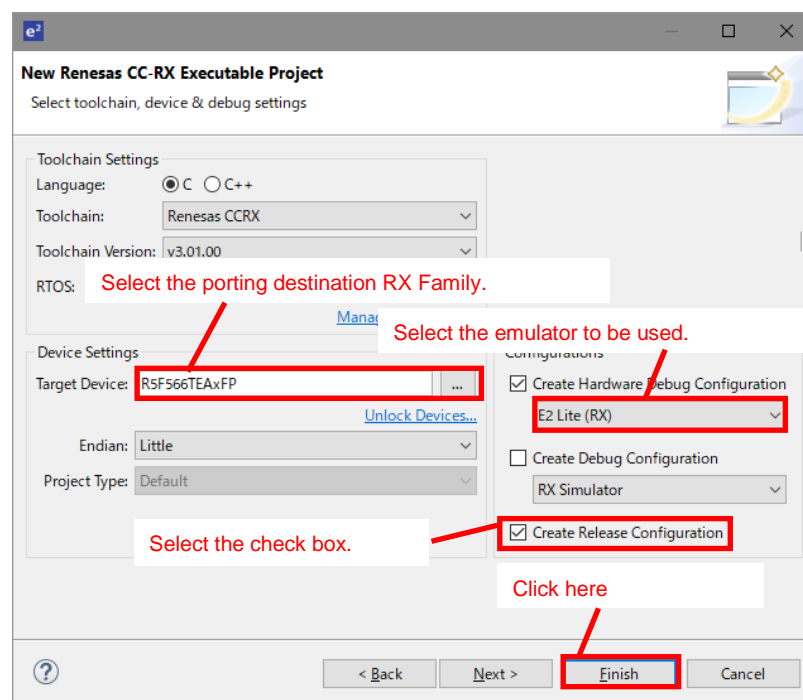 e²
New Renesas CC-RX Executable Project
Select toolchain, device & debug settings
Toolchain Settings
Language: C C++
Toolchain: Renesas CCRX
Toolchain Version: v3.01.00
RTOS:
Select the porting destination RX Family.
Select the emulator to be used.
Device Settings
Configurations
Target Device: R5F566TEAxFP ...
Create Hardware Debug Configuration
E2 Lite (RX)
Unlock Devices...
Endian: Little
Create Debug Configuration
Project Type: Default
RX Simulator
Create Release Configuration
Select the check box.
Click here
?
< Back
Next >
Finish
Cancel